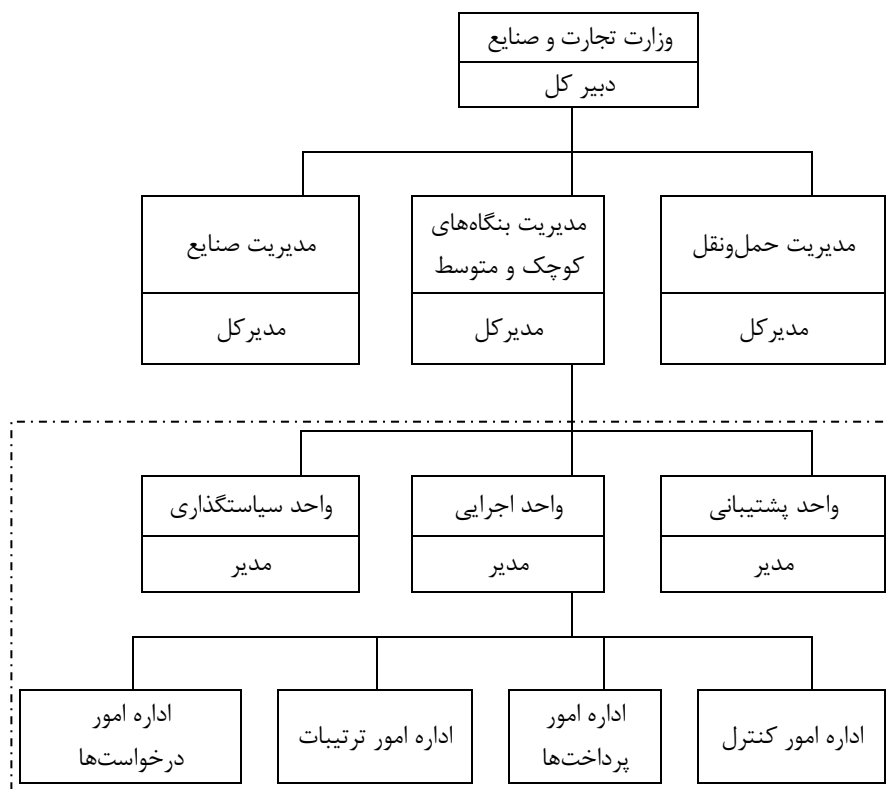 وزارت تجارت و صنایع
دبیر کل
مدیریت حمل‌ونقل
مدیرکل
مدیریت بنگاه‌های
کوچک و متوسط
مدیرکل
مدیریت صنایع
مدیرکل
واحد پشتیبانی
مدیر
واحد اجرایی
مدیر
واحد سیاستگذاری
مدیر
اداره امور کنترل
اداره امور
پرداخت‌ها
اداره امور ترتیبات
اداره امور
درخواست‌ها